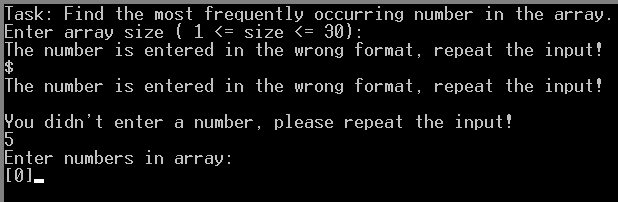 Task: Find the most frequently occurring number in the array.
Enter array size ( 1 <= size <= 30):
The number is entered in the wrong format, repeat the input!
$
The number is entered in the wrong format, repeat the input!
You didn't enter a number, please repeat the input!
5
Enter numbers in array:
[0]